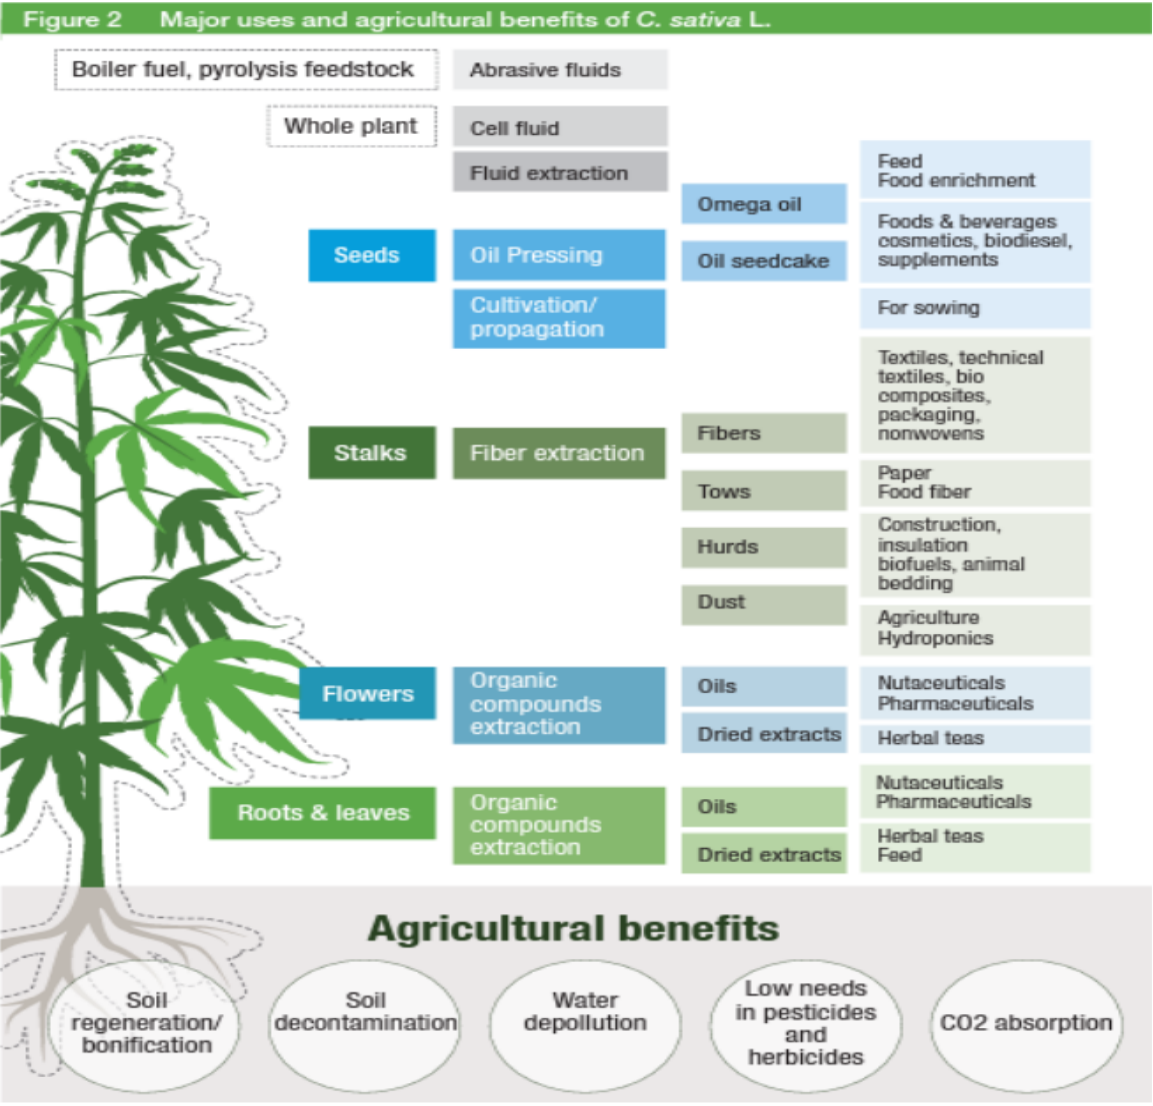 Figure 2 Major uses and agricultural benefits of C. sativa L.
Boiler fuel, pyrolysis feedstock
Abrasive fluids
Whole plant
Cell fluid
Fluid extraction
Feed
Food enrichment
Omega oil
Foods & beverages
cosmetics, biodiesel,
supplements
Seeds
Oil Pressing
Oil seedcake
Cultivation/
propagation
For sowing
Textiles, technical
textiles, bio
composites,
packaging,
nonwovens
Stalks
Fiber extraction
Fibers
Tows
Hurds
Dust
Paper
Food fiber
Construction,
insulation
biofuels, animal
bedding
Agriculture
Hydroponics
Flowers
Organic
compounds
extraction
Oils
Dried extracts
Nutaceuticals
Pharmaceuticals
Herbal teas
Roots & leaves
Organic
compounds
extraction
Oils
Dried extracts
Nutaceuticals
Pharmaceuticals
Herbal teas
Feed
Agricultural benefits
Soil
regeneration/
bonification
Soil
decontamination
Water
depollution
Low needs
in pesticides
and
herbicides
CO2 absorption